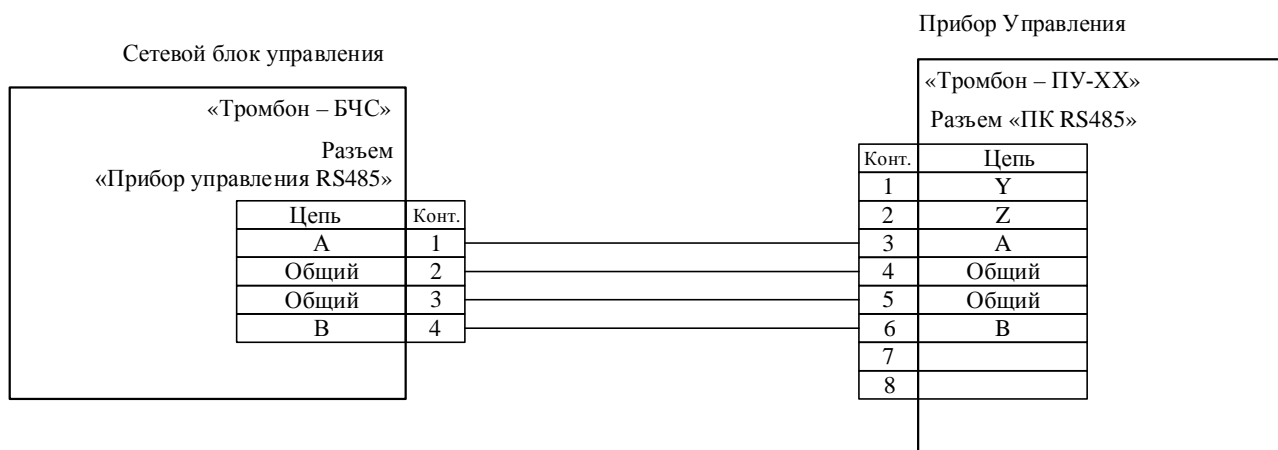 Сетевой блок управления
«Тромбон – БЧС»
Разъем
«Прибор управления RS485»
Цепь Конт.
A 1
Общий 2
Общий 3
B 4
Прибор Управления
«Тромбон – ПУ-ХХ»
Разъем «ПК RS485»
Конт. Цепь
1 Y
2 Z
3 A
4 Общий
5 Общий
6 B
7
8